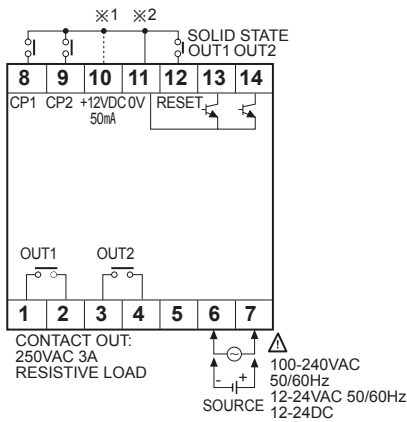 ※1 ※2
SOLID STATE
OUT1 OUT2
8 9 10 11 12 13 14
CP1 CP2 +12VDC 0V RESET
50mA
OUT1 OUT2
1 2 3 4 5 6 7
CONTACT OUT:
250VAC 3A
RESISTIVE LOAD
- +
SOURCE
100-240VAC
50/60Hz
12-24VAC 50/60Hz
12-24DC